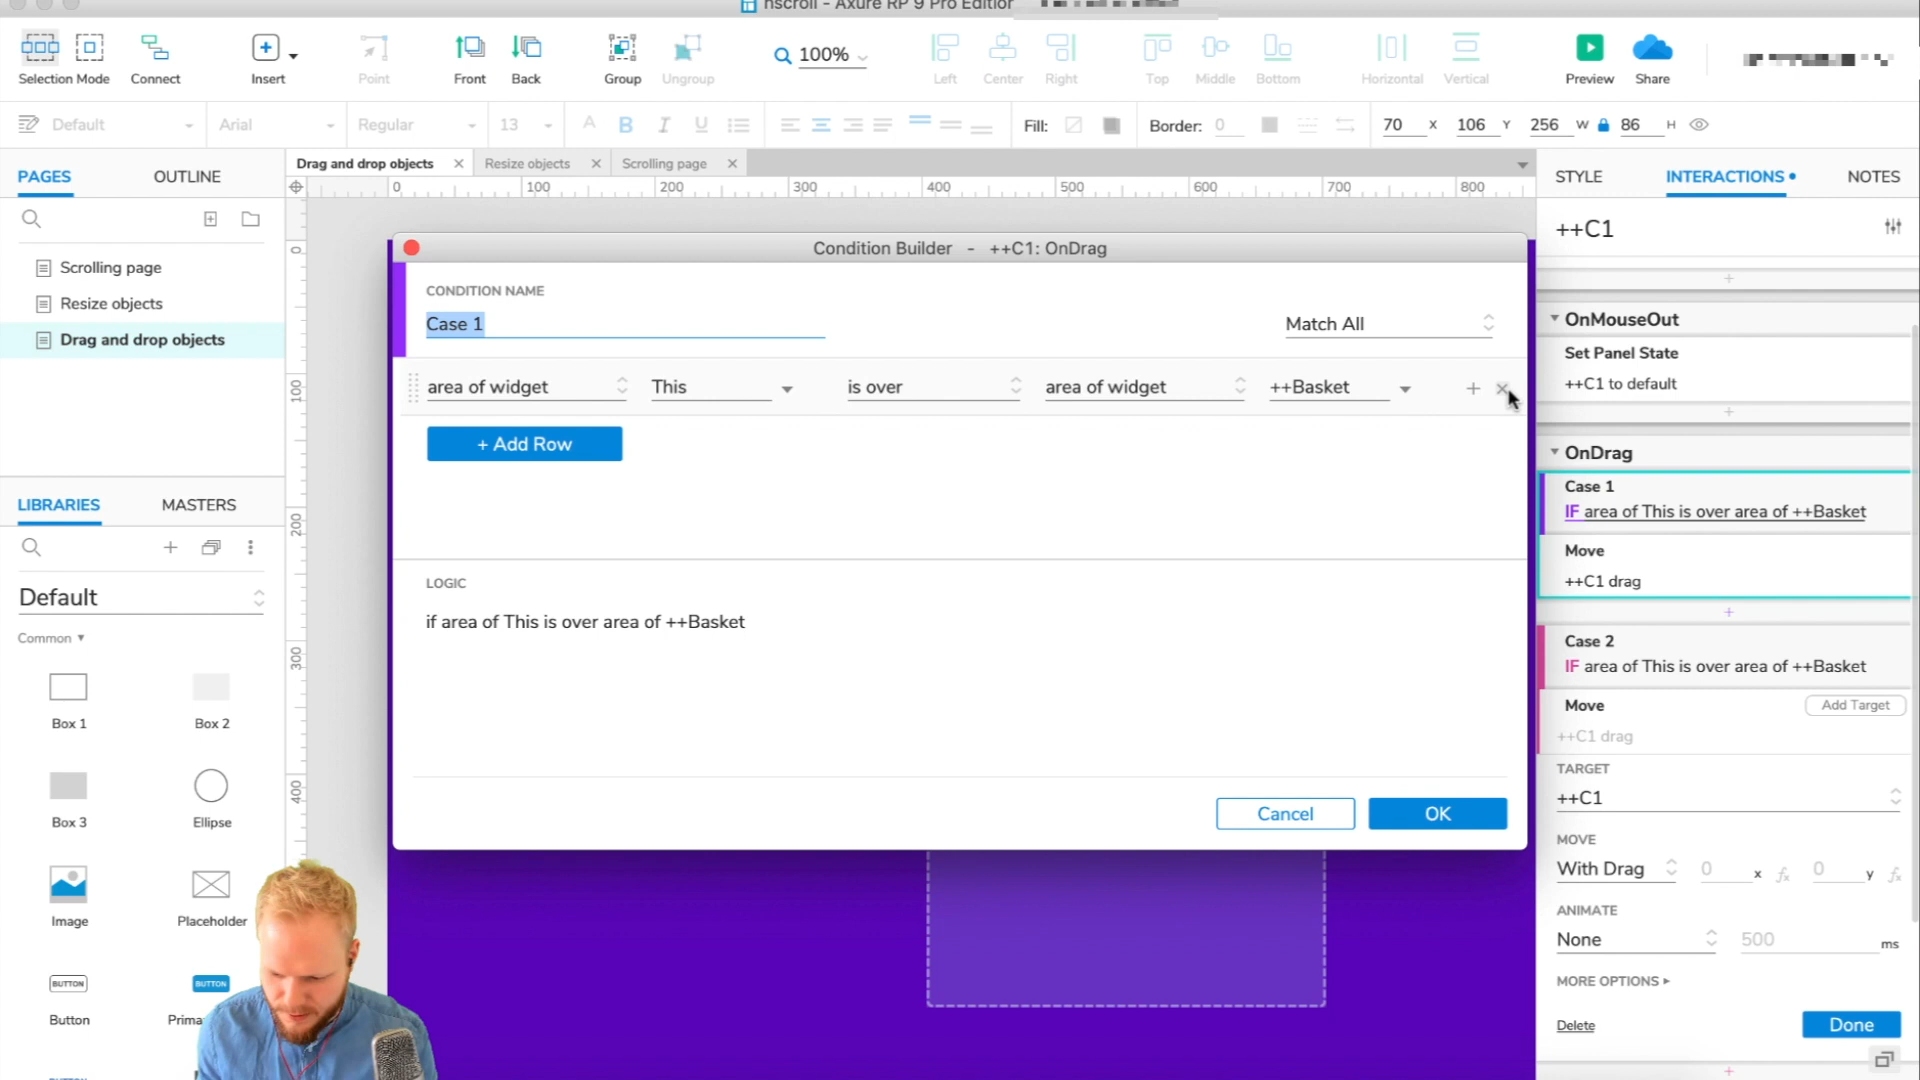 hscroll - Axure RP 9 Pro Edition
Selection Mode
Connect
Insert
Point
Front
Back
Group
Ungroup
100%
Left
Center
Right
Top
Middle
Bottom
Horizontal
Vertical
Preview
Share
Default
Arial
Regular
13
A B I U
Fill:
Border: 0
70 X 106 Y 256 W 86 H
PAGES
OUTLINE
Scrolling page
Resize objects
Drag and drop objects
LIBRARIES
MASTERS
Default
Common
Box 1
Box 2
Box 3
Ellipse
Image
Placeholder
BUTTON
BUTTON
Button
Prima
Drag and drop objects
Resize objects
Scrolling page
0 100 200 300 400 500 600 700 800
0
100
200
300
400
Condition Builder - ++C1: OnDrag
CONDITION NAME
Case 1
Match All
area of widget This is over area of widget ++Basket
+ Add Row
LOGIC
if area of This is over area of ++Basket
Cancel
OK
STYLE
INTERACTIONS
NOTES
++C1
OnMouseOut
Set Panel State
++C1 to default
OnDrag
Case 1
IF area of This is over area of ++Basket
Move
++C1 drag
Case 2
IF area of This is over area of ++Basket
Move
Add Target
++C1 drag
TARGET
++C1
MOVE
With Drag 0 x fx 0 y fx
ANIMATE
None 500 ms
MORE OPTIONS
Delete
Done